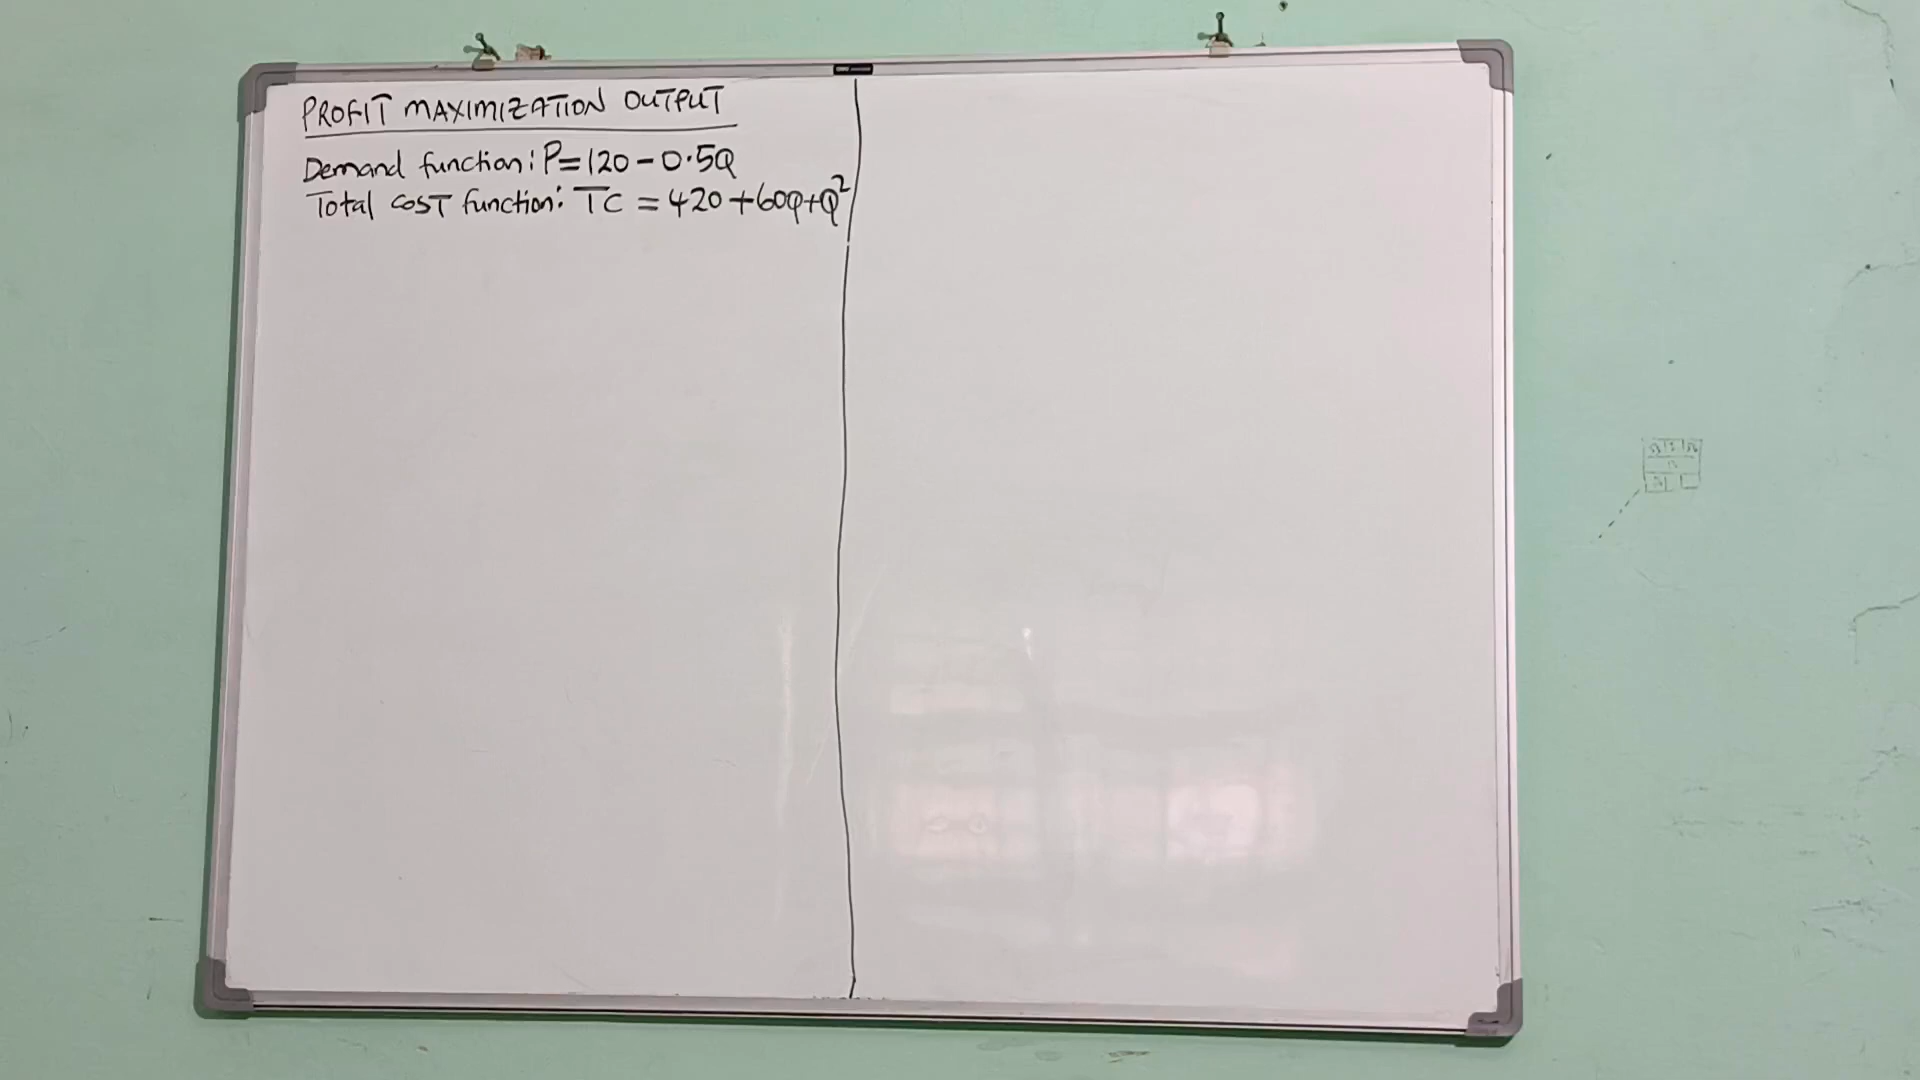 PROFIT MAXIMIZATION OUTPUT
Demand function: P=120-0.5Q
Total cost function: TC = 420+60Q+Q²